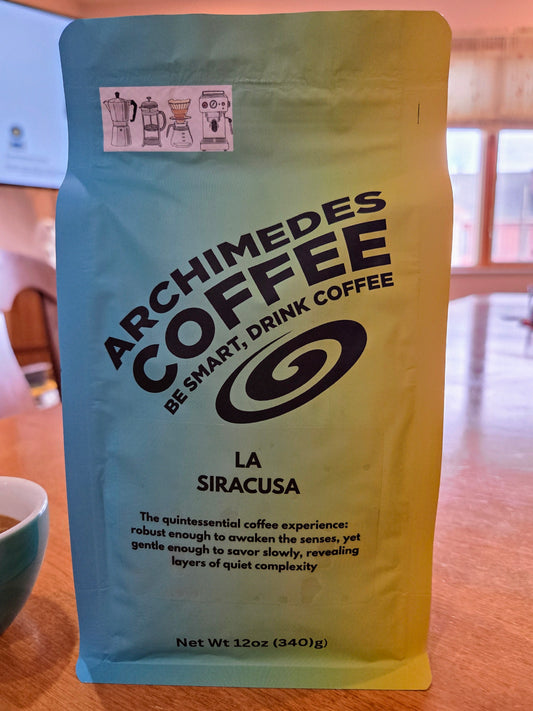 ARCHIMEDES
COFFEE
BE SMART, DRINK COFFEE
LA
SIRACUSA
The quintessential coffee experience:
robust enough to awaken the senses, yet
gentle enough to savor slowly, revealing
layers of quiet complexity
Net Wt 12oz (340)g)